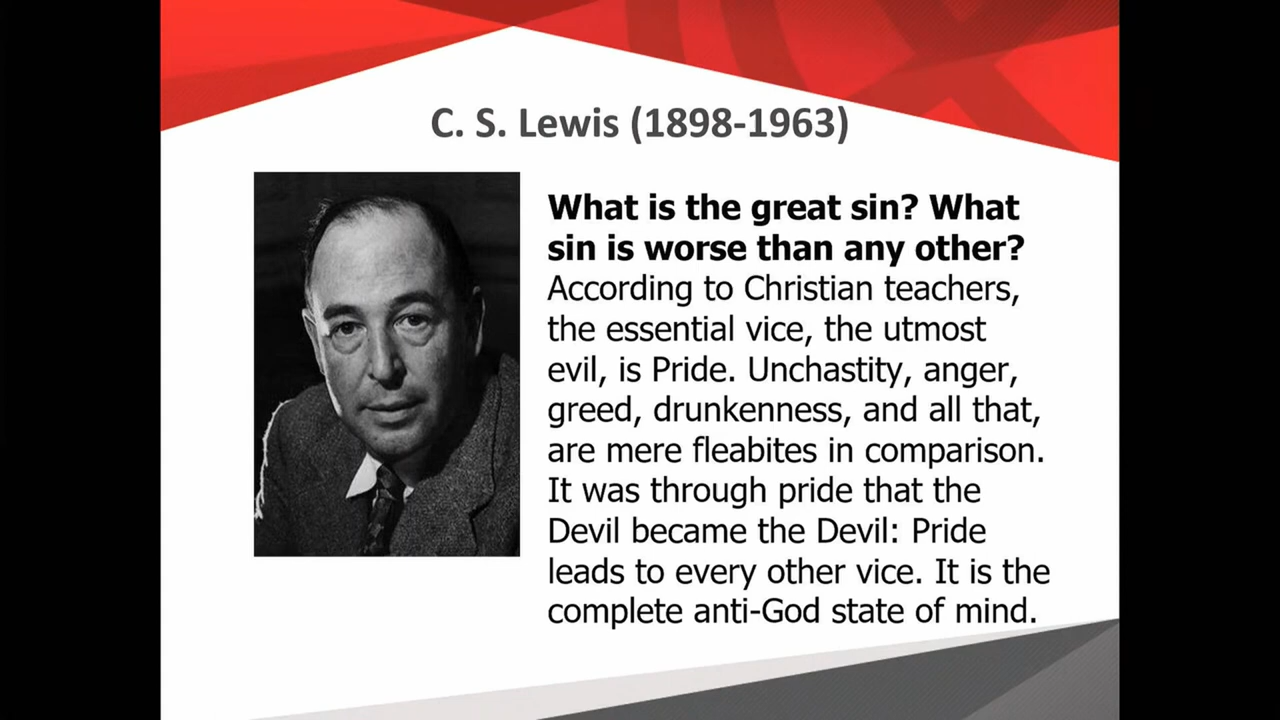 C. S. Lewis (1898-1963)
What is the great sin? What
sin is worse than any other?
According to Christian teachers,
the essential vice, the utmost
evil, is Pride. Unchastity, anger,
greed, drunkenness, and all that,
are mere fleabites in comparison.
It was through pride that the
Devil became the Devil: Pride
leads to every other vice. It is the
complete anti-God state of mind.